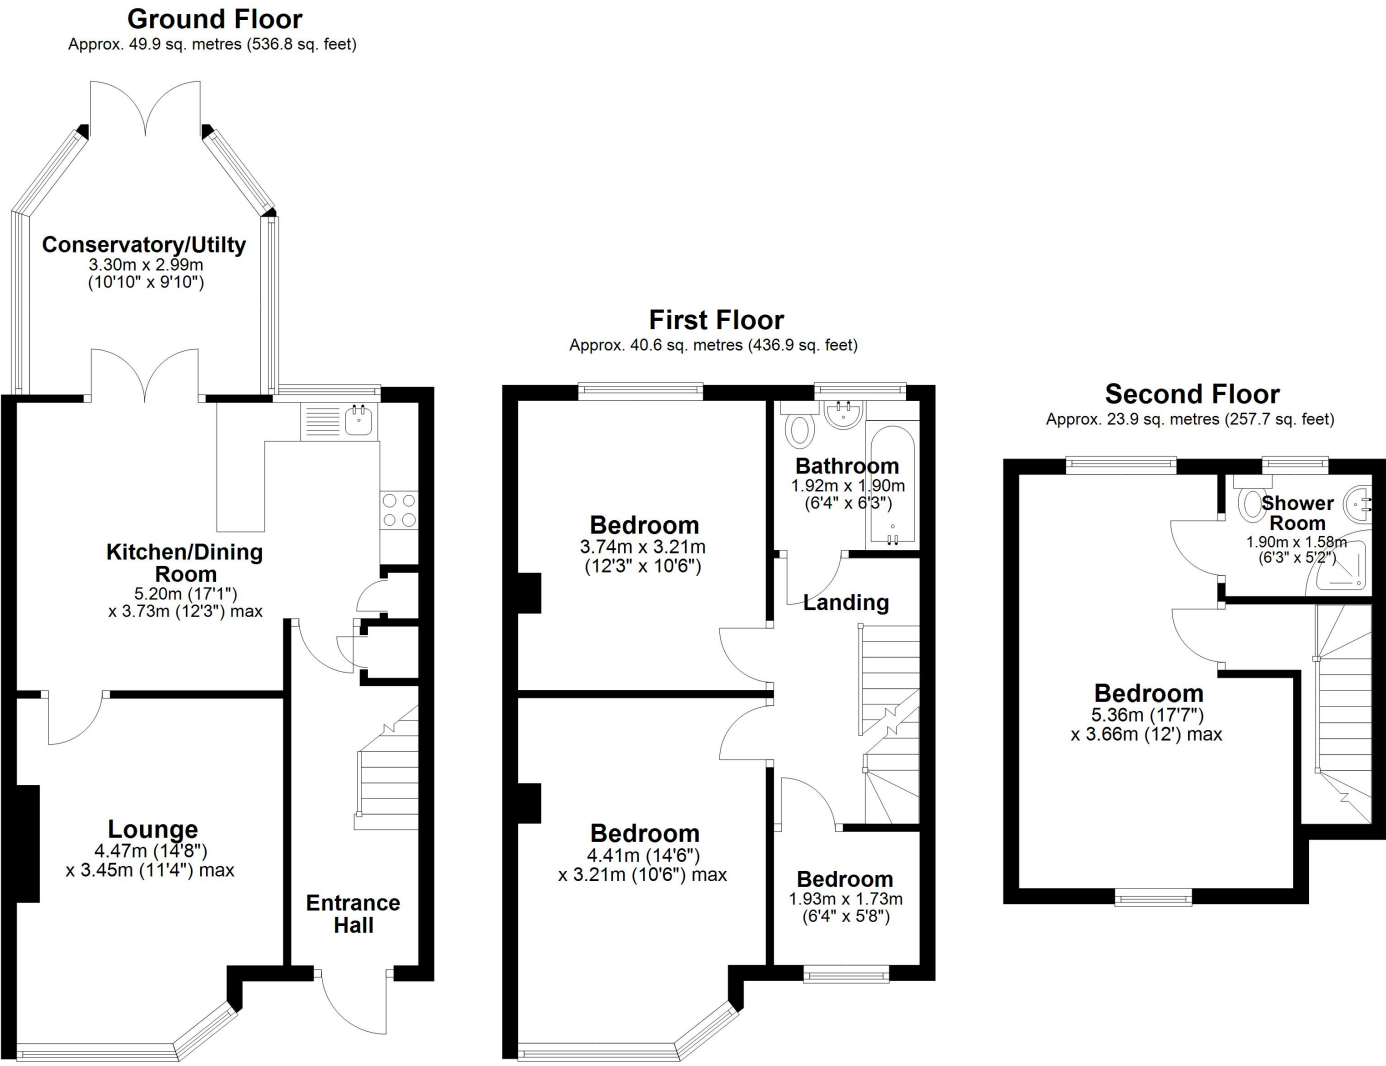 Ground Floor
Approx. 49.9 sq. metres (536.8 sq. feet)
Conservatory/Utilty
3.30m x 2.99m
(10'10" x 9'10")
Kitchen/Dining
Room
5.20m (17'1")
x 3.73m (12'3") max
Lounge
4.47m (14'8")
x 3.45m (11'4") max
Entrance
Hall
First Floor
Approx. 40.6 sq. metres (436.9 sq. feet)
Bedroom
3.74m x 3.21m
(12'3" x 10'6")
Bathroom
1.92m x 1.90m
(6'4" x 6'3")
Landing
Bedroom
4.41m (14'6")
x 3.21m (10'6") max
Bedroom
1.93m x 1.73m
(6'4" x 5'8")
Second Floor
Approx. 23.9 sq. metres (257.7 sq. feet)
Shower
Room
1.90m x 1.58m
(6'3" x 5'2")
Bedroom
5.36m (17'7")
x 3.66m (12') max